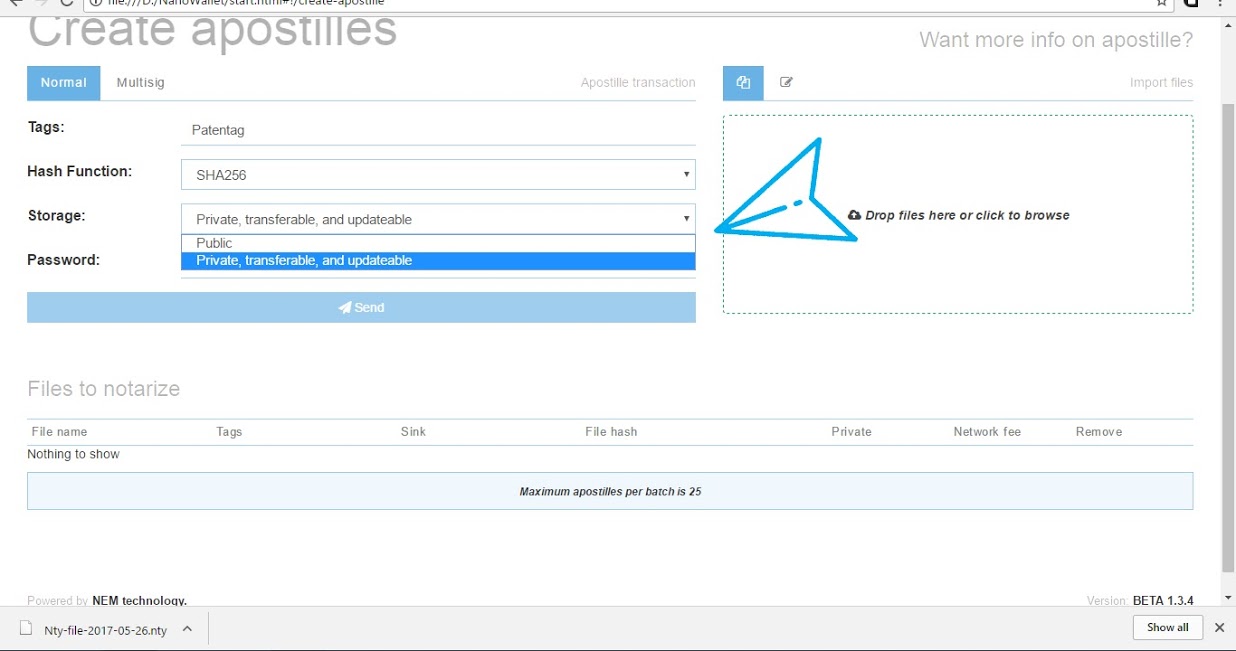 file:///D:/NanoWallet/start.html#!/create-apostille
Create apostilles
Want more info on apostille?
Normal
Multisig
Apostille transaction
Import files
Tags:
Patentag
Hash Function:
SHA256
Storage:
Private, transferable, and updateable
Public
Private, transferable, and updateable
Password:
Send
Drop files here or click to browse
Files to notarize
File name Tags Sink File hash Private Network fee Remove
Nothing to show
Maximum apostilles per batch is 25
Powered by NEM technology.
Version: BETA 1.3.4
Nty-file-2017-05-26.nty
Show all